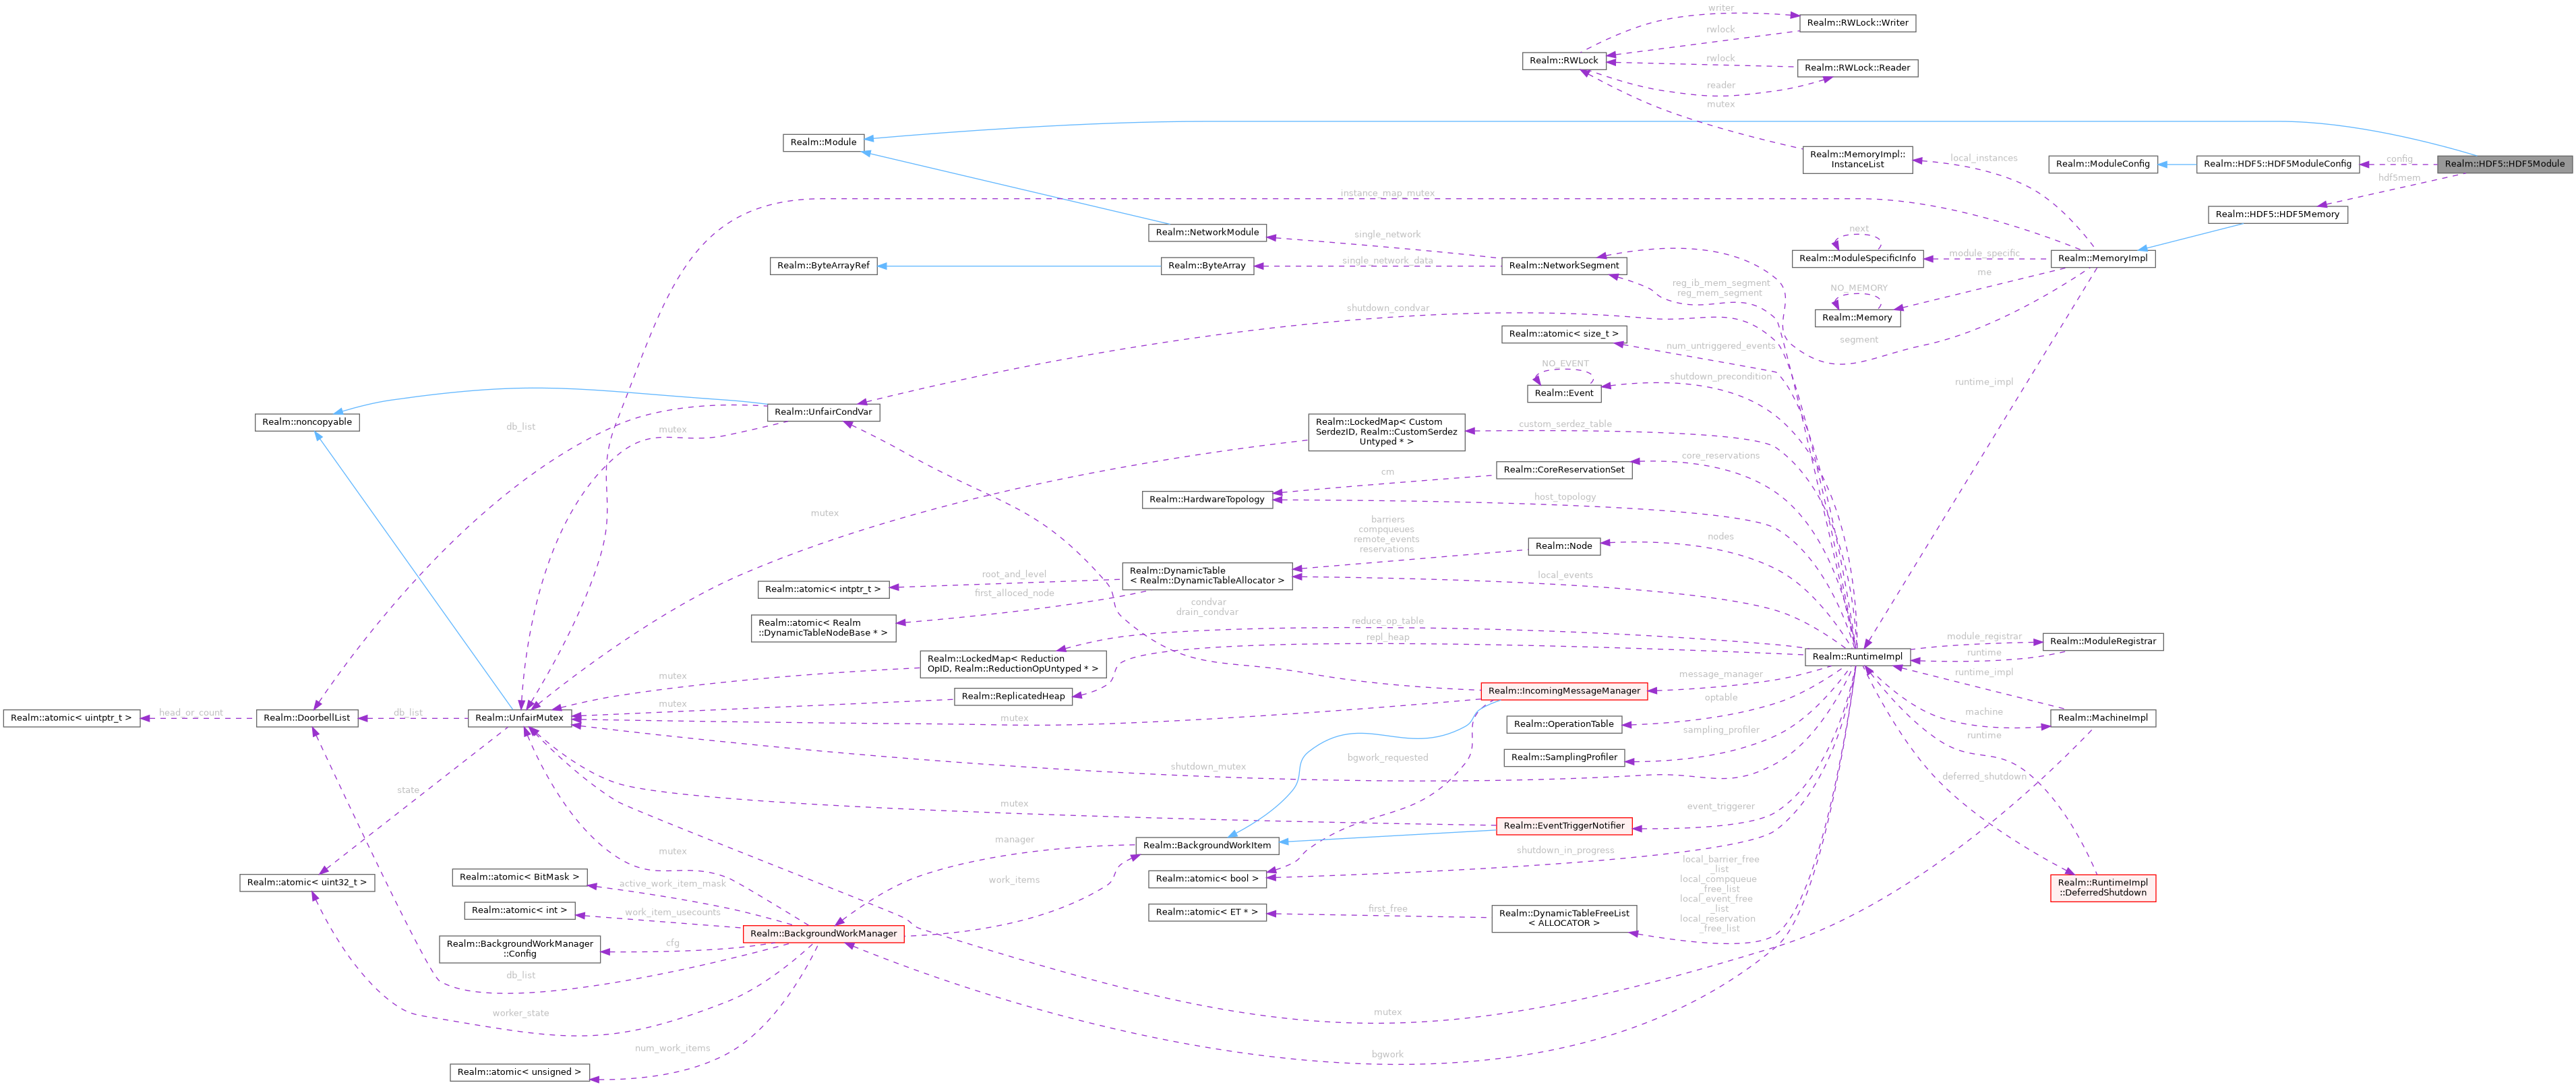 writer
Realm::RWLock::Writer
rwlock
Realm::RWLock
rwlock
Realm::RWLock::Reader
reader
mutex
Realm::Module
Realm::MemoryImpl::
InstanceList
local_instances
Realm::ModuleConfig
Realm::HDF5::HDF5ModuleConfig
config
Realm::HDF5::HDF5Module
hdf5mem
instance_map_mutex
Realm::HDF5::HDF5Memory
Realm::NetworkModule
single_network
next
Realm::ByteArrayRef
Realm::ByteArray
single_network_data
Realm::NetworkSegment
Realm::ModuleSpecificInfo
module_specific
Realm::MemoryImpl
me
reg_ib_mem_segment
reg_mem_segment
NO_MEMORY
Realm::Memory
shutdown_condvar
Realm::atomic< size_t >
num_untriggered_events
segment
NO_EVENT
shutdown_precondition
runtime_impl
Realm::Event
Realm::noncopyable
Realm::UnfairCondVar
db_list
mutex
Realm::LockedMap< Custom
SerdezID, Realm::CustomSerdez
Untyped * >
custom_serdez_table
core_reservations
cm
Realm::CoreReservationSet
Realm::HardwareTopology
host_topology
mutex
barriers
compqueues
remote_events
reservations
Realm::Node
nodes
Realm::DynamicTable
< Realm::DynamicTableAllocator >
local_events
root_and_level
Realm::atomic< intptr_t >
first_alloced_node
Realm::atomic< Realm
::DynamicTableNodeBase * >
condvar
drain_condvar
reduce_op_table
repl_heap
Realm::LockedMap< Reduction
OpID, Realm::ReductionOpUntyped * >
Realm::RuntimeImpl
module_registrar
Realm::ModuleRegistrar
runtime
runtime_impl
mutex
Realm::ReplicatedHeap
Realm::IncomingMessageManager
message_manager
optable
mutex
mutex
Realm::atomic< uintptr_t >
head_or_count
Realm::DoorbellList
db_list
Realm::UnfairMutex
Realm::OperationTable
sampling_profiler
machine
Realm::MachineImpl
runtime
Realm::SamplingProfiler
bgwork_requested
shutdown_mutex
deferred_shutdown
state
mutex
event_triggerer
Realm::EventTriggerNotifier
manager
Realm::BackgroundWorkItem
mutex
shutdown_in_progress
Realm::atomic< uint32_t >
Realm::atomic< BitMask >
active_work_item_mask
work_items
Realm::atomic< bool >
local_barrier_free
_list
local_compqueue
_free_list
local_event_free
_list
local_reservation
_free_list
Realm::RuntimeImpl
::DeferredShutdown
Realm::atomic< int >
work_item_usecounts
Realm::atomic< ET * >
first_free
Realm::DynamicTableFreeList
< ALLOCATOR >
Realm::BackgroundWorkManager
Realm::BackgroundWorkManager
::Config
cfg
db_list
worker_state
mutex
num_work_items
bgwork
Realm::atomic< unsigned >